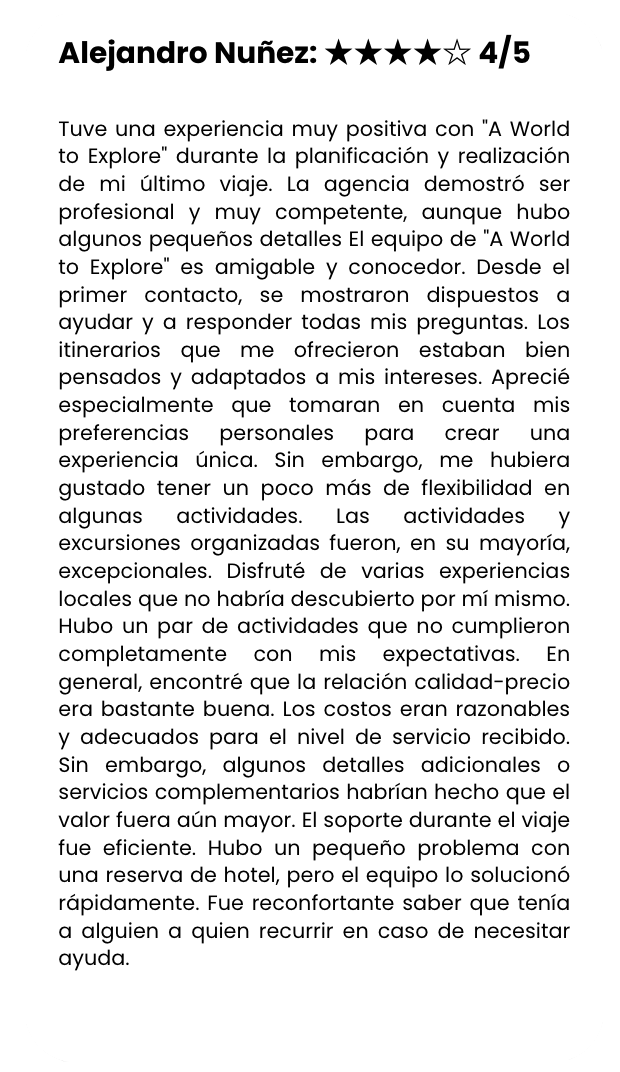 Alejandro Nuñez: ★★★★☆ 4/5
Tuve una experiencia muy positiva con "A World
to Explore" durante la planificación y realización
de mi último viaje. La agencia demostró ser
profesional y muy competente, aunque hubo
algunos pequeños detalles El equipo de "A World
to Explore" es amigable y conocedor. Desde el
primer contacto, se mostraron dispuestos a
ayudar y a responder todas mis preguntas. Los
itinerarios que me ofrecieron estaban bien
pensados y adaptados a mis intereses. Aprecié
especialmente que tomaran en cuenta mis
preferencias personales para crear una
experiencia única. Sin embargo, me hubiera
gustado tener un poco más de flexibilidad en
algunas actividades. Las actividades y
excursiones organizadas fueron, en su mayoría,
excepcionales. Disfruté de varias experiencias
locales que no habría descubierto por mí mismo.
Hubo un par de actividades que no cumplieron
completamente con mis expectativas. En
general, encontré que la relación calidad-precio
era bastante buena. Los costos eran razonables
y adecuados para el nivel de servicio recibido.
Sin embargo, algunos detalles adicionales o
servicios complementarios habrían hecho que el
valor fuera aún mayor. El soporte durante el viaje
fue eficiente. Hubo un pequeño problema con
una reserva de hotel, pero el equipo lo solucionó
rápidamente. Fue reconfortante saber que tenía
a alguien a quien recurrir en caso de necesitar
ayuda.